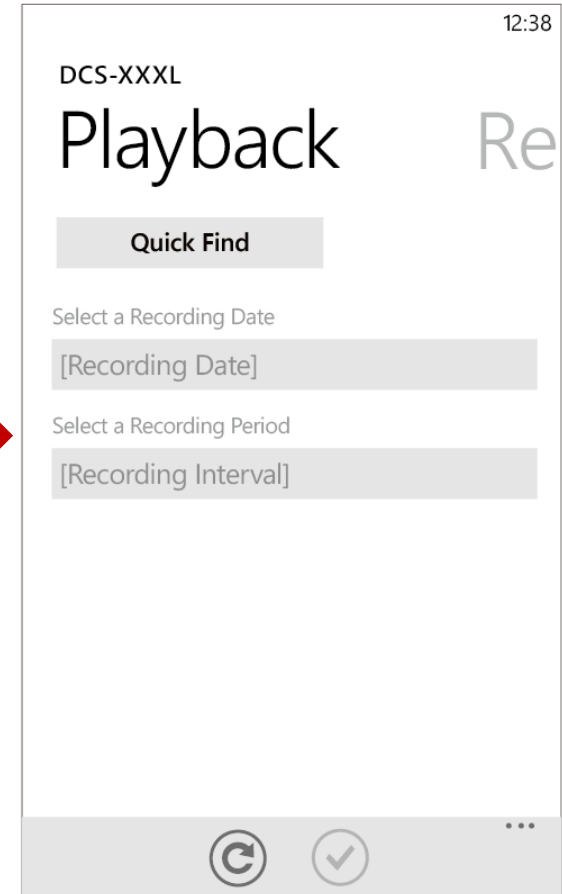 12:38
DCS-XXXL
Playback Re
Quick Find
Select a Recording Date
[Recording Date]
Select a Recording Period
[Recording Interval]